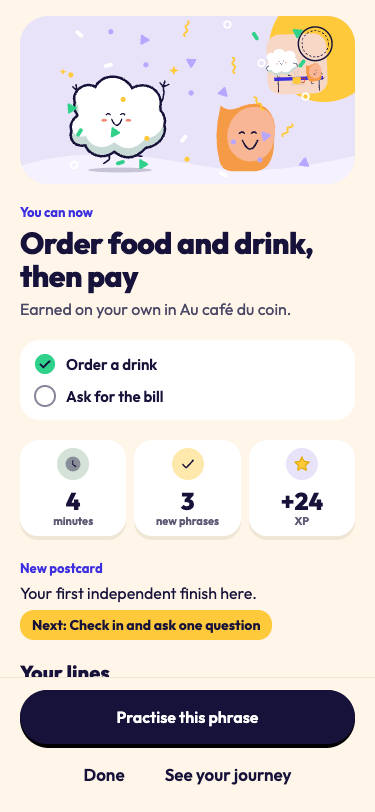 You can now
Order food and drink,
then pay
Earned on your own in Au café du coin.
Order a drink
Ask for the bill
4
minutes
3
new phrases
+24
XP
New postcard
Your first independent finish here.
Next: Check in and ask one question
Your lines
Practise this phrase
Done
See your journey